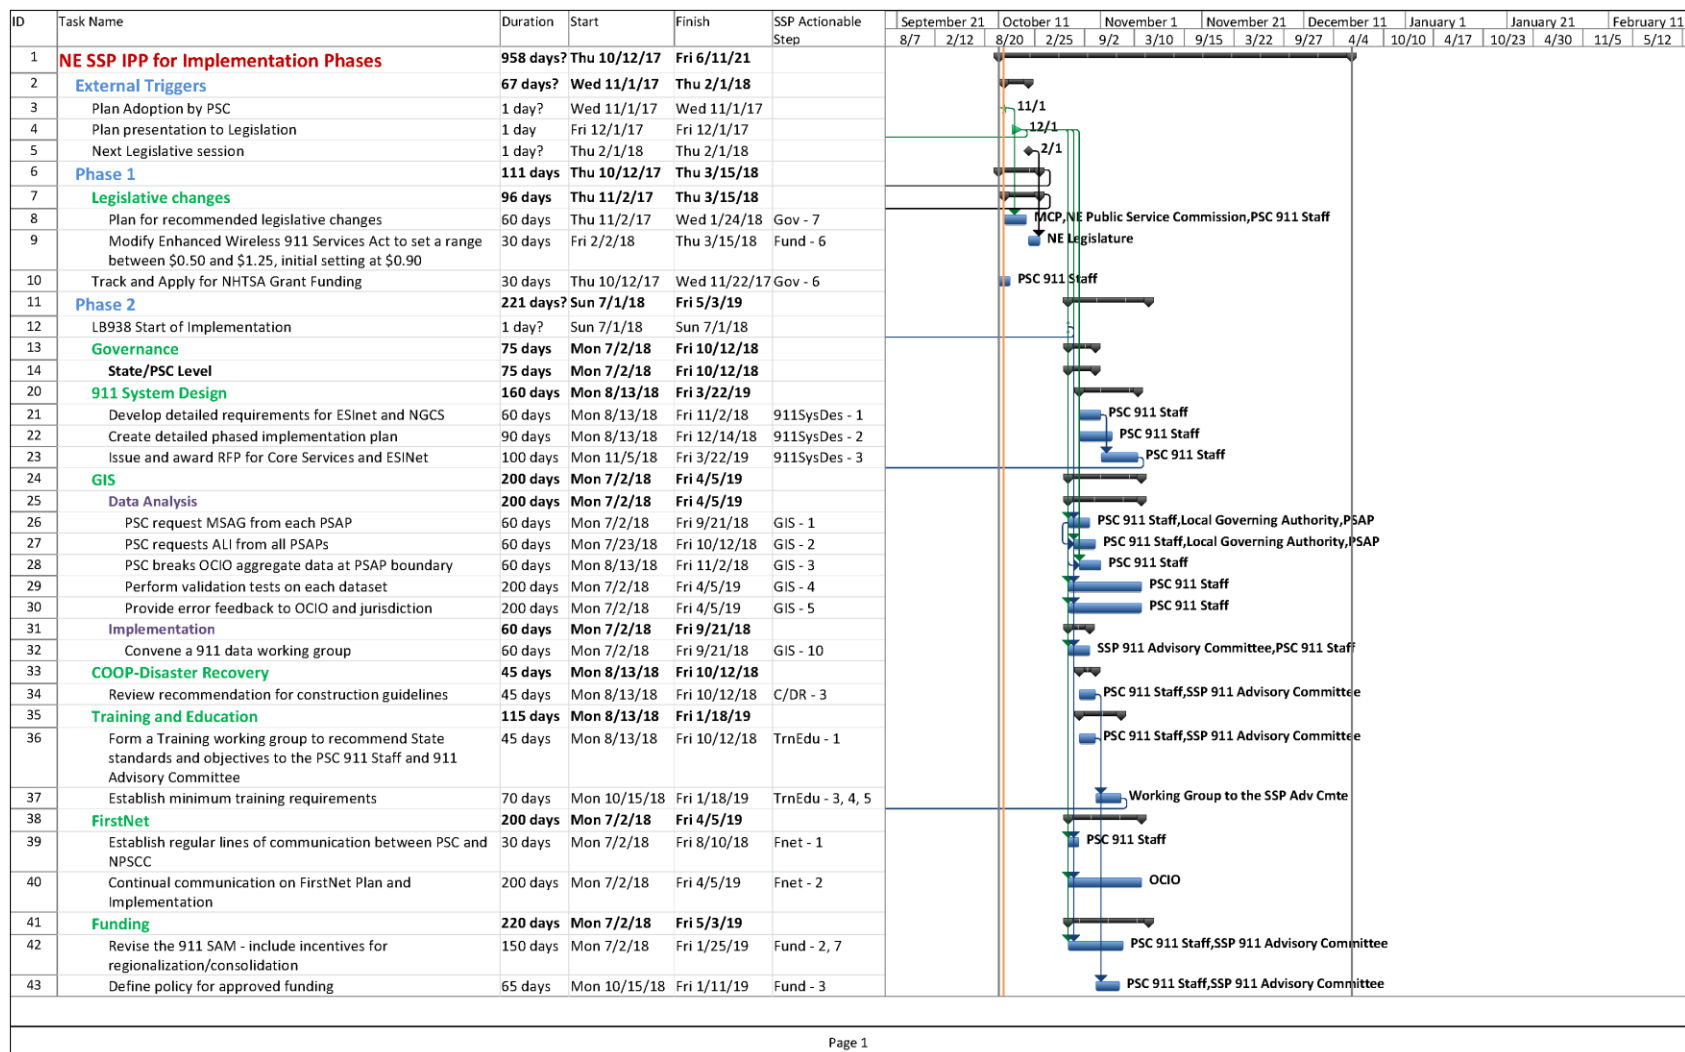 ID Task Name Duration Start Finish SSP Actionable Step September 21 October 11 November 1 November 21 December 11 January 1 January 21 February 11
8/7 2/12 8/20 2/25 9/2 3/10 9/15 3/22 9/27 4/4 10/10 4/17 10/23 4/30 11/5 5/12
1 NE SSP IPP for Implementation Phases 958 days? Thu 10/12/17 Fri 6/11/21
2 External Triggers 67 days? Wed 11/1/17 Thu 2/1/18
3 Plan Adoption by PSC 1 day? Wed 11/1/17 Wed 11/1/17 11/1
4 Plan presentation to Legislation 1 day Fri 12/1/17 Fri 12/1/17 12/1
5 Next Legislative session 1 day? Thu 2/1/18 Thu 2/1/18 2/1
6 Phase 1 111 days Thu 10/12/17 Thu 3/15/18
7 Legislative changes 96 days Thu 11/2/17 Thu 3/15/18
8 Plan for recommended legislative changes 60 days Thu 11/2/17 Wed 1/24/18 Gov - 7 MCP,NE Public Service Commission,PSC 911 Staff
9 Modify Enhanced Wireless 911 Services Act to set a range 30 days Fri 2/2/18 Thu 3/15/18 Fund - 6 NE Legislature
between $0.50 and $1.25, initial setting at $0.90
10 Track and Apply for NHTSA Grant Funding 30 days Thu 10/12/17 Wed 11/22/17 Gov - 6 PSC 911 Staff
11 Phase 2 221 days? Sun 7/1/18 Fri 5/3/19
12 LB938 Start of Implementation 1 day? Sun 7/1/18 Sun 7/1/18
13 Governance 75 days Mon 7/2/18 Fri 10/12/18
14 State/PSC Level 75 days Mon 7/2/18 Fri 10/12/18
20 911 System Design 160 days Mon 8/13/18 Fri 3/22/19
21 Develop detailed requirements for ESInet and NGCS 60 days Mon 8/13/18 Fri 11/2/18 911SysDes - 1 PSC 911 Staff
22 Create detailed phased implementation plan 90 days Mon 8/13/18 Fri 12/14/18 911SysDes - 2 PSC 911 Staff
23 Issue and award RFP for Core Services and ESINet 100 days Mon 11/5/18 Fri 3/22/19 911SysDes - 3 PSC 911 Staff
24 GIS 200 days Mon 7/2/18 Fri 4/5/19
25 Data Analysis 200 days Mon 7/2/18 Fri 4/5/19
26 PSC request MSAG from each PSAP 60 days Mon 7/2/18 Fri 9/21/18 GIS - 1 PSC 911 Staff,Local Governing Authority,PSAP
27 PSC requests ALI from all PSAPs 60 days Mon 7/23/18 Fri 10/12/18 GIS - 2 PSC 911 Staff,Local Governing Authority,PSAP
28 PSC breaks OCIO aggregate data at PSAP boundary 60 days Mon 8/13/18 Fri 11/2/18 GIS - 3 PSC 911 Staff
29 Perform validation tests on each dataset 200 days Mon 7/2/18 Fri 4/5/19 GIS - 4 PSC 911 Staff
30 Provide error feedback to OCIO and jurisdiction 200 days Mon 7/2/18 Fri 4/5/19 GIS - 5 PSC 911 Staff
31 Implementation 60 days Mon 7/2/18 Fri 9/21/18
32 Convene a 911 data working group 60 days Mon 7/2/18 Fri 9/21/18 GIS - 10 SSP 911 Advisory Committee,PSC 911 Staff
33 COOP-Disaster Recovery 45 days Mon 8/13/18 Fri 10/12/18
34 Review recommendation for construction guidelines 45 days Mon 8/13/18 Fri 10/12/18 C/DR - 3 PSC 911 Staff,SSP 911 Advisory Committee
35 Training and Education 115 days Mon 8/13/18 Fri 1/18/19
36 Form a Training working group to recommend State 45 days Mon 8/13/18 Fri 10/12/18 TrnEdu - 1 PSC 911 Staff,SSP 911 Advisory Committee
standards and objectives to the PSC 911 Staff and 911
Advisory Committee
37 Establish minimum training requirements 70 days Mon 10/15/18 Fri 1/18/19 TrnEdu - 3, 4, 5 Working Group to the SSP Adv Cmte
38 FirstNet 200 days Mon 7/2/18 Fri 4/5/19
39 Establish regular lines of communication between PSC and 30 days Mon 7/2/18 Fri 8/10/18 Fnet - 1 PSC 911 Staff
NPSCC
40 Continual communication on FirstNet Plan and 200 days Mon 7/2/18 Fri 4/5/19 Fnet - 2 OCIO
Implementation
41 Funding 220 days Mon 7/2/18 Fri 5/3/19
42 Revise the 911 SAM - include incentives for 150 days Mon 7/2/18 Fri 1/25/19 Fund - 2, 7 PSC 911 Staff,SSP 911 Advisory Committee
regionalization/consolidation
43 Define policy for approved funding 65 days Mon 10/15/18 Fri 1/11/19 Fund - 3 PSC 911 Staff,SSP 911 Advisory Committee
Page 1